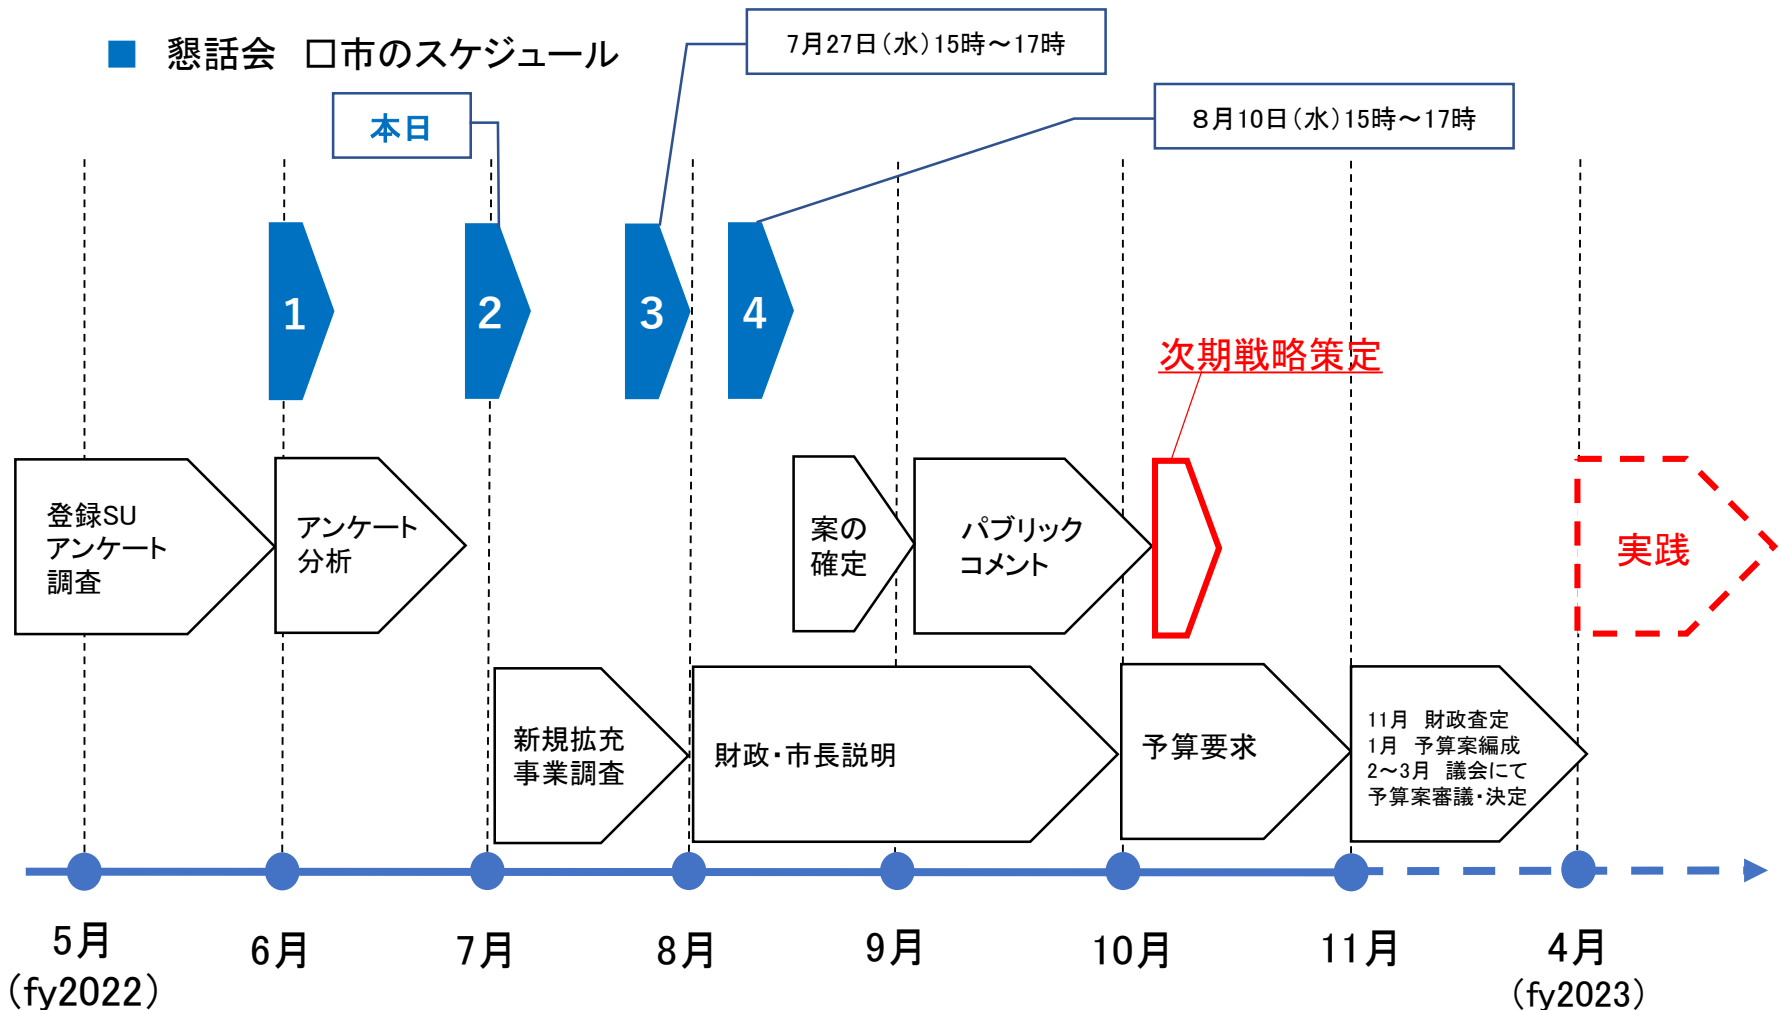 ■ 懇話会 □市のスケジュール
7月27日(水)15時～17時
8月10日(水)15時～17時
本日
1
2
3
4
次期戦略策定
登録SU
アンケート
調査
アンケート
分析
案の
確定
パブリック
コメント
実践
新規拡充
事業調査
財政・市長説明
予算要求
11月 財政査定
1月 予算案編成
2～3月 議会にて
予算案審議・決定
5月
(fy2022)
6月
7月
8月
9月
10月
11月
4月
(fy2023)